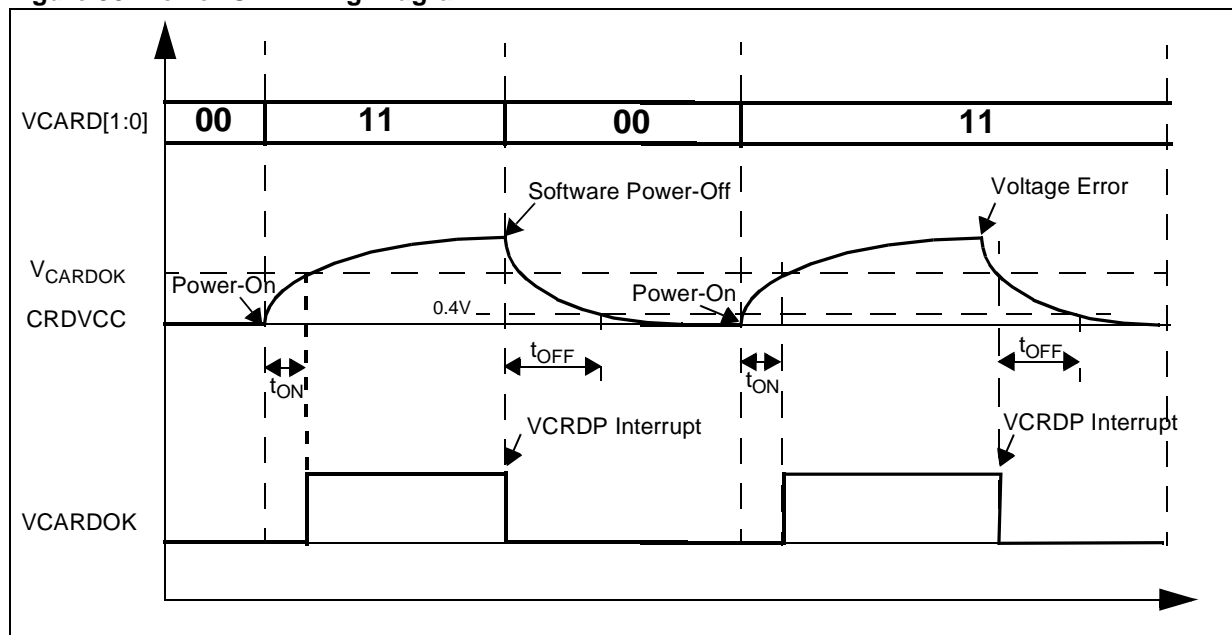 VCARD[1:0] 00 11 00 11
Software Power-Off
Voltage Error
VCARDOK
Power-On
Power-On
0.4V
CRDVCC
tON
tOFF
tON
tOFF
VCRDP Interrupt
VCRDP Interrupt
VCARDOK